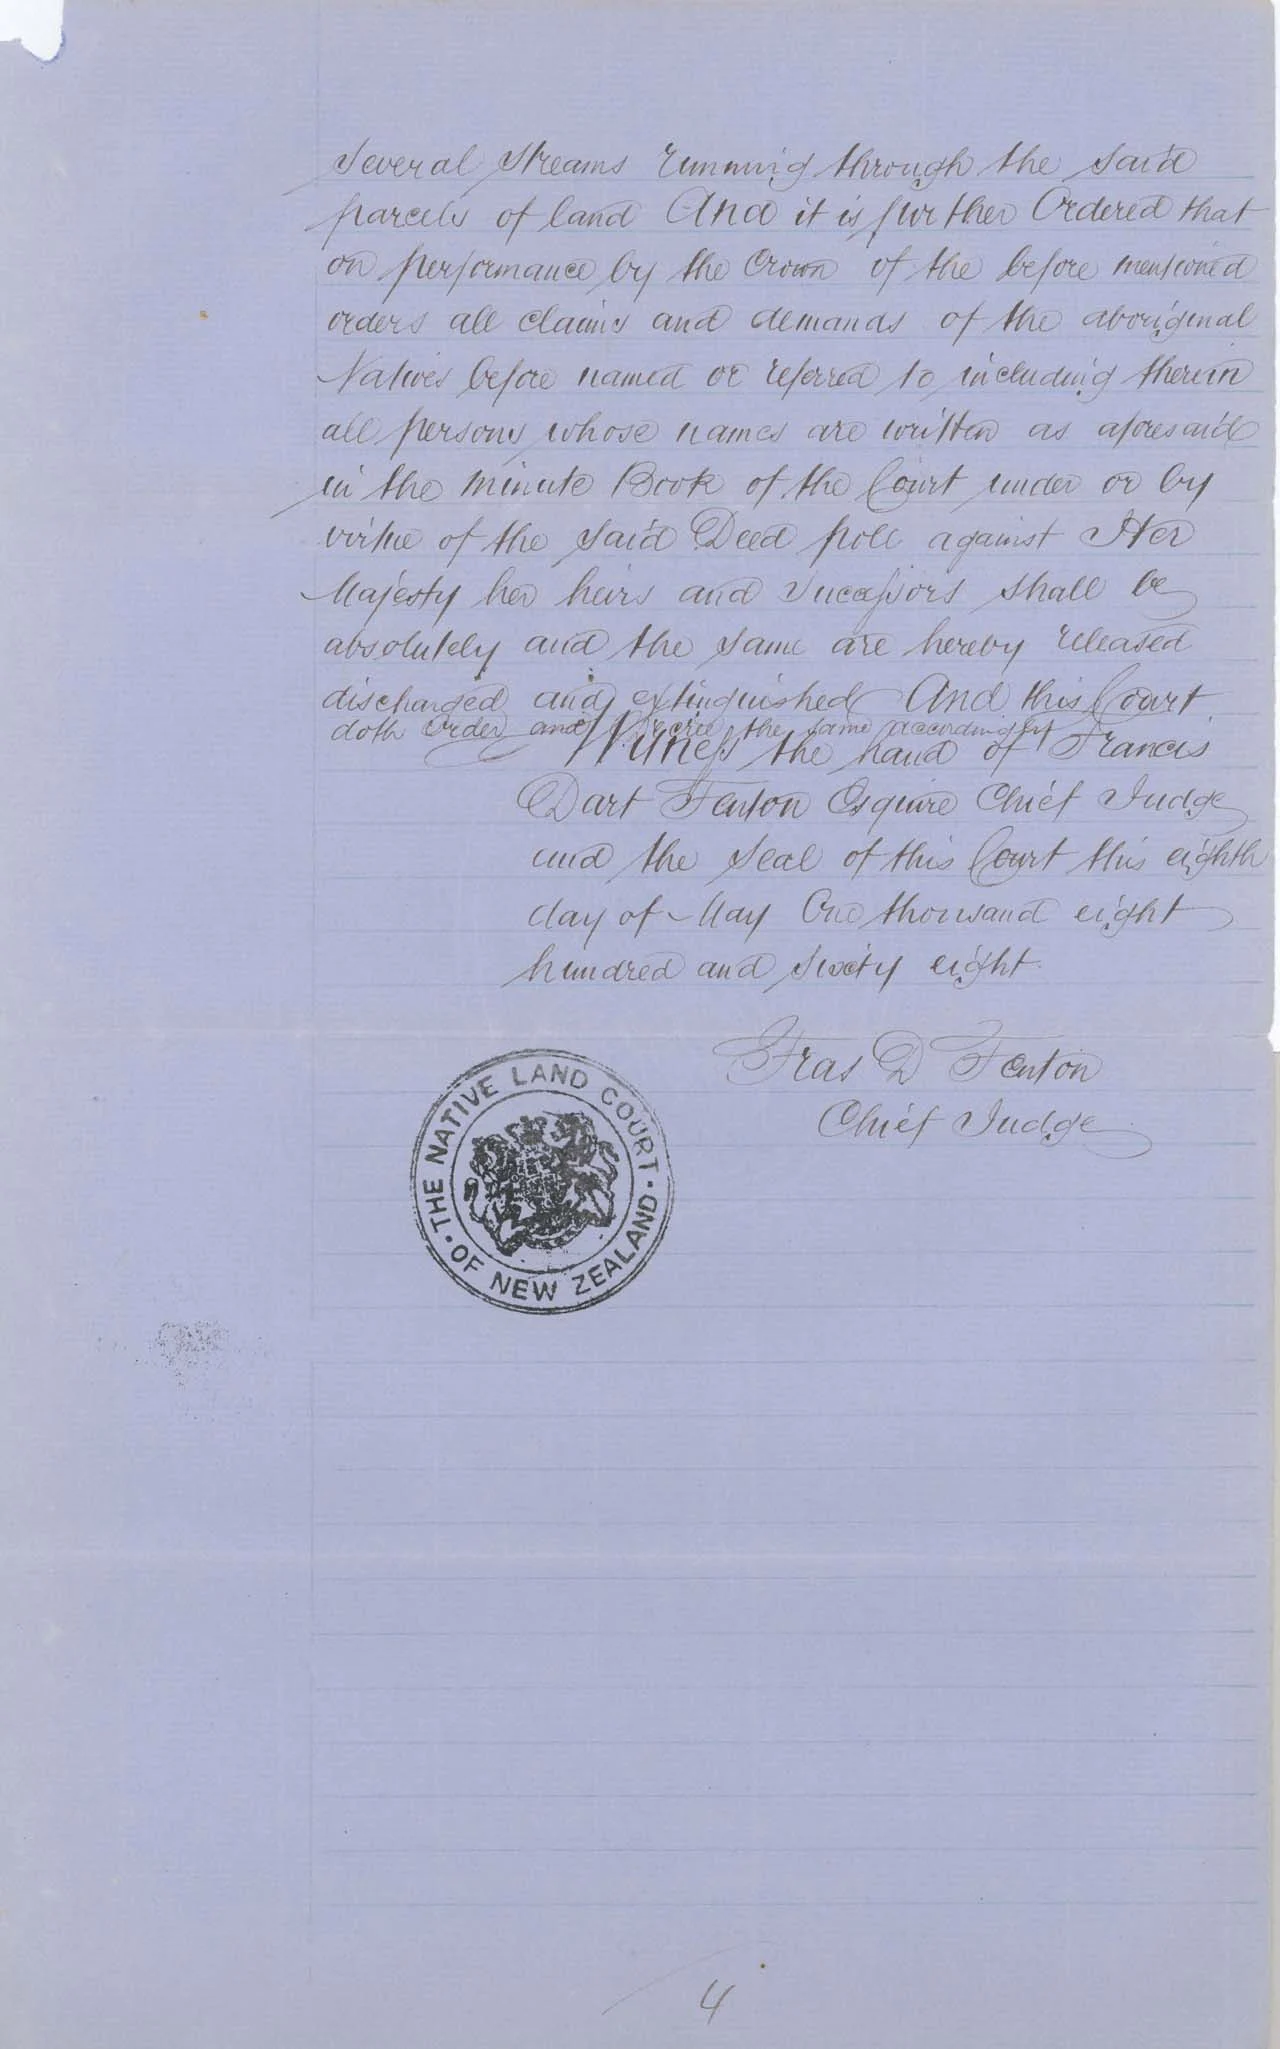 several streams running through the said
parcels of land And it is further Ordered that
on performance by the Crown of the before mentioned
orders all claims and demands of the aboriginal
Natives before named or referred to including therein
all persons whose names are written as aforesaid
in the Minute Book of the Court under or by
virtue of the said Deed poll against Her
Majesty her heirs and successors shall be
absolutely and the same are hereby released
discharged and extinguished And this Court
doth Order and Decree the same accordingly
Witness the hand of Francis
Dart Fenton Esquire Chief Judge
and the Seal of this Court this eighth
day of May One thousand eight
hundred and sixty eight.
Fras D Fenton
Chief Judge
THE NATIVE LAND COURT
· OF NEW ZEALAND ·
4